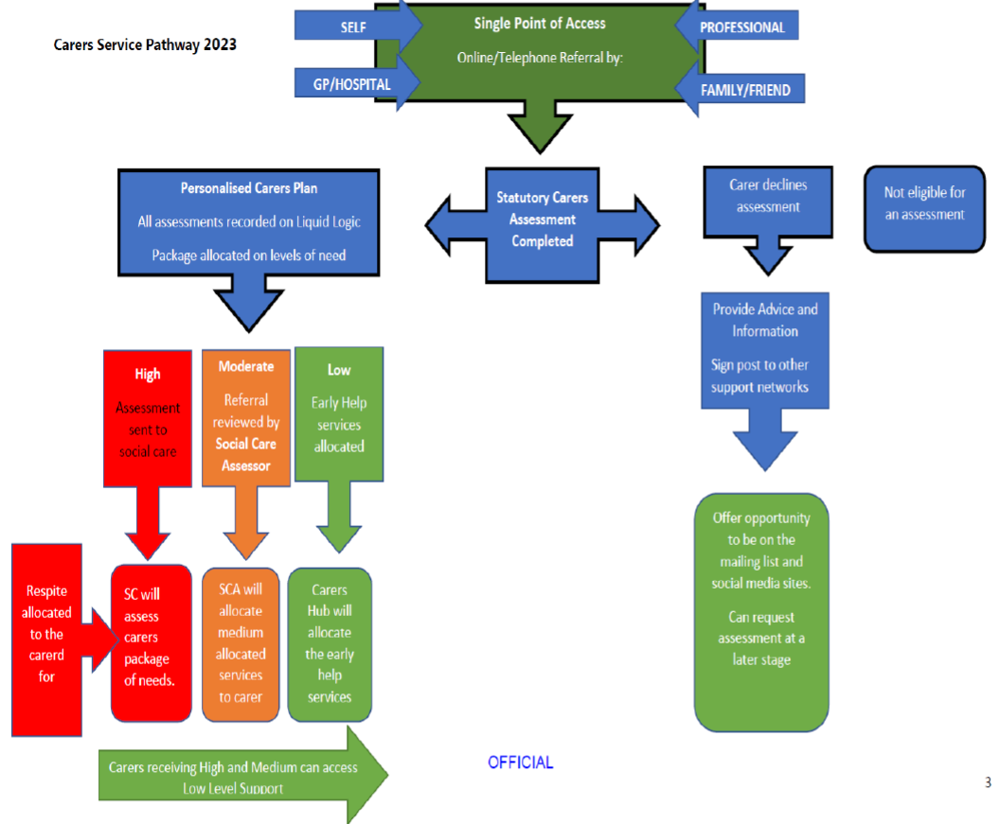 Carers Service Pathway 2023
SELF
GP/HOSPITAL
Single Point of Access
Online/Telephone Referral by:
PROFESSIONAL
FAMILY/FRIEND
Personalised Carers Plan
All assessments recorded on Liquid Logic
Package allocated on levels of need
Statutory Carers
Assessment
Completed
Carer declines
assessment
Not eligible for
an assessment
Provide Advice and
Information
Sign post to other
support networks
High
Assessment
sent to
social care
Moderate
Referral
reviewed by
Social Care
Assessor
Low
Early Help
services
allocated
Respite
allocated
to the
carerd
for
SC will
assess
carers
package
of needs.
SCA will
allocate
medium
allocated
services
to carer
Carers
Hub will
allocate
the early
help
services
Offer opportunity
to be on the
mailing list and
social media sites.
Can request
assessment at a
later stage
Carers receiving High and Medium can access
Low Level Support
OFFICIAL
3